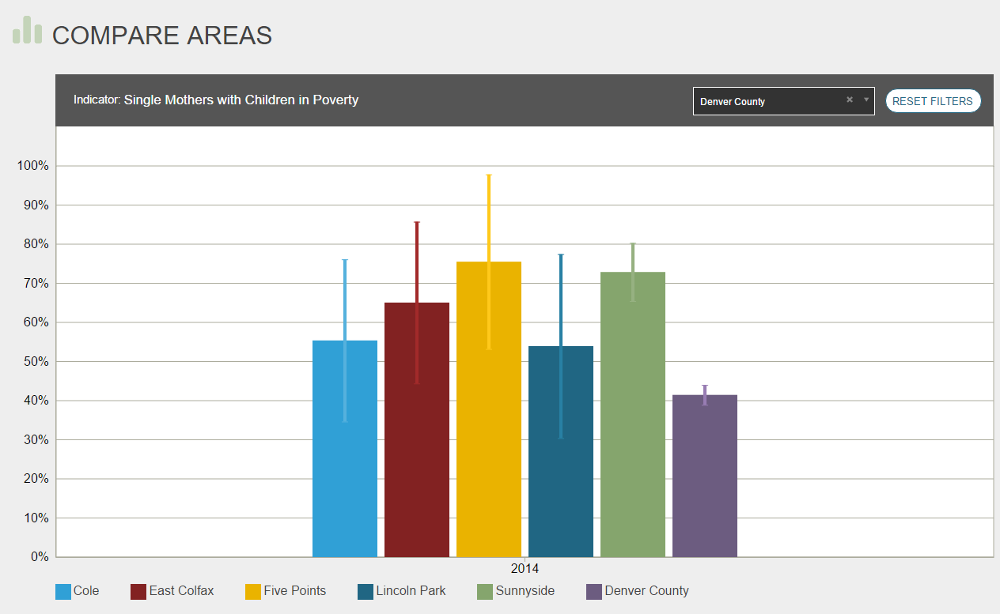 COMPARE AREAS
Indicator: Single Mothers with Children in Poverty
Denver County × ▼
RESET FILTERS
100%
90%
80%
70%
60%
50%
40%
30%
20%
10%
0%
2014
Cole East Colfax Five Points Lincoln Park Sunnyside Denver County